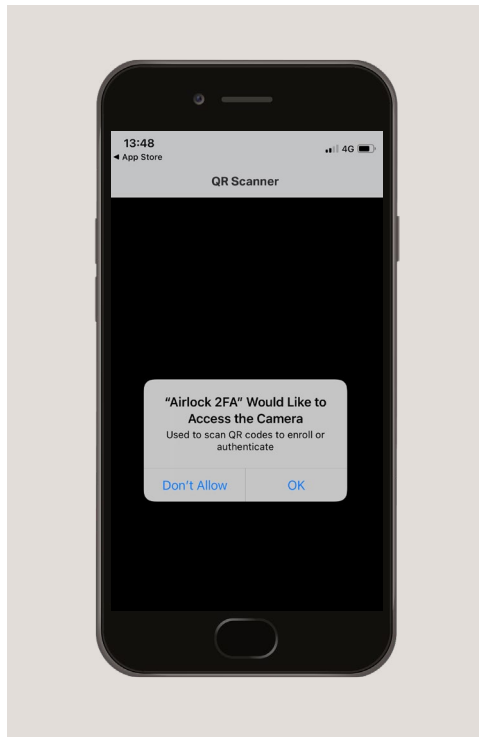 13:48
4G
◀ App Store
QR Scanner
"Airlock 2FA" Would Like to
Access the Camera
Used to scan QR codes to enroll or
authenticate
Don't Allow
OK